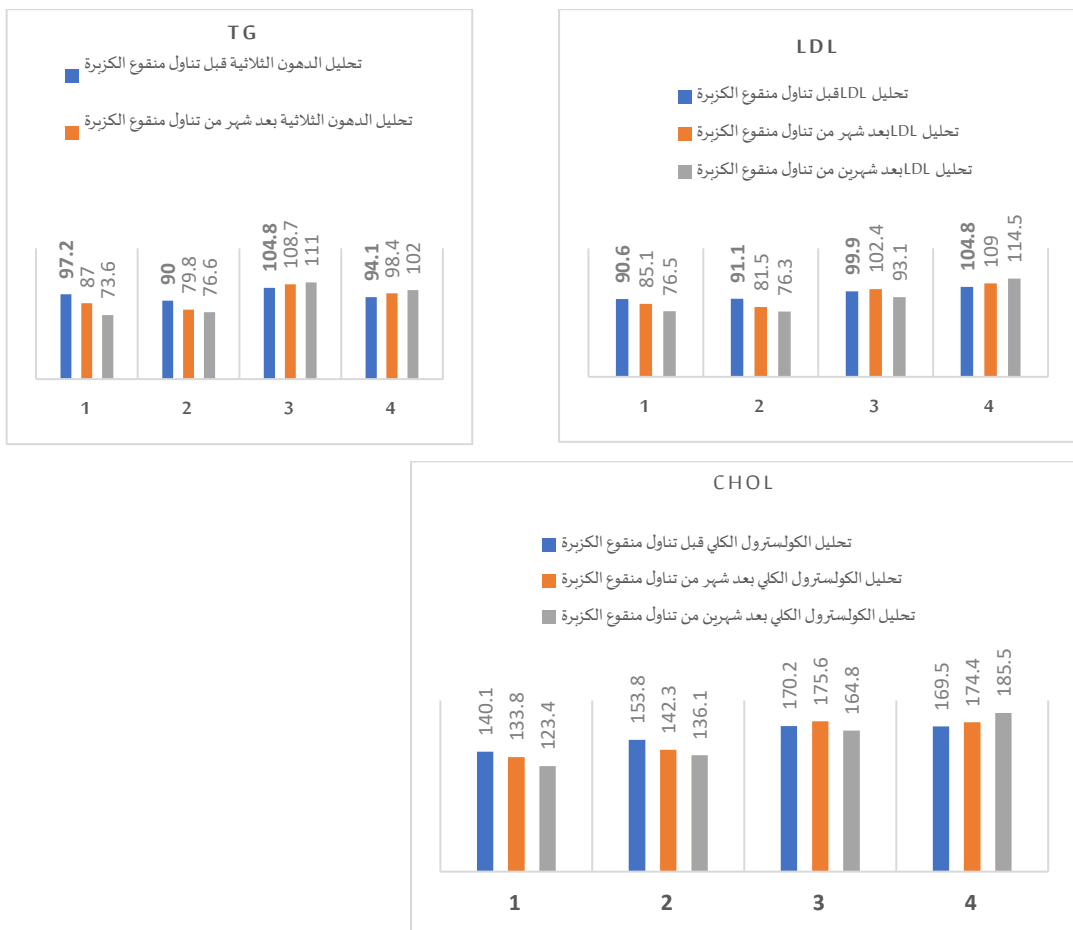 TG
تحليل الدهون الثلاثية قبل تناول منقوع الكزبرة
تحليل الدهون الثلاثية بعد شهر من تناول منقوع الكزبرة
97.2 87 73.6 90 79.8 76.6 104.8 108.7 111 94.1 98.4 102
1 2 3 4
LDL
تحليل LDLقبل تناول منقوع الكزبرة
تحليل LDLبعد شهر من تناول منقوع الكزبرة
تحليل LDLبعد شهرين من تناول منقوع الكزبرة
90.6 85.1 76.5 91.1 81.5 76.3 99.9 102.4 93.1 104.8 109 114.5
1 2 3 4
CHOL
تحليل الكولسترول الكلي قبل تناول منقوع الكزبرة
تحليل الكولسترول الكلي بعد شهر من تناول منقوع الكزبرة
تحليل الكولسترول الكلي بعد شهرين من تناول منقوع الكزبرة
140.1 133.8 123.4 153.8 142.3 136.1 170.2 175.6 164.8 169.5 174.4 185.5
1 2 3 4